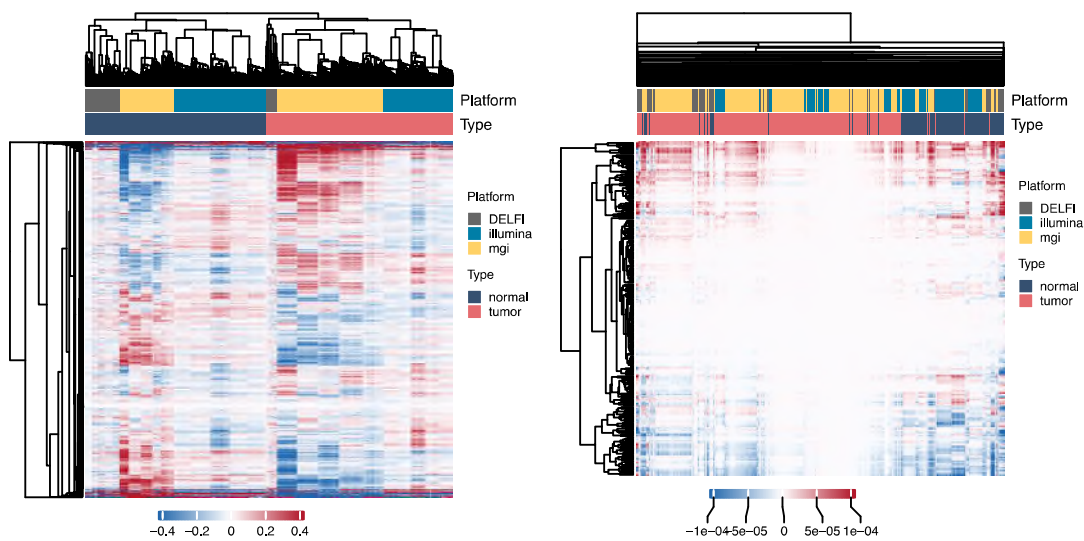 Platform
Type
Platform
DELFI
illumina
mgi
Type
normal
tumor
−0.4 −0.2 0 0.2 0.4
Platform
Type
Platform
DELFI
illumina
mgi
Type
normal
tumor
−1e−04 −5e−05 0 5e−05 1e−04